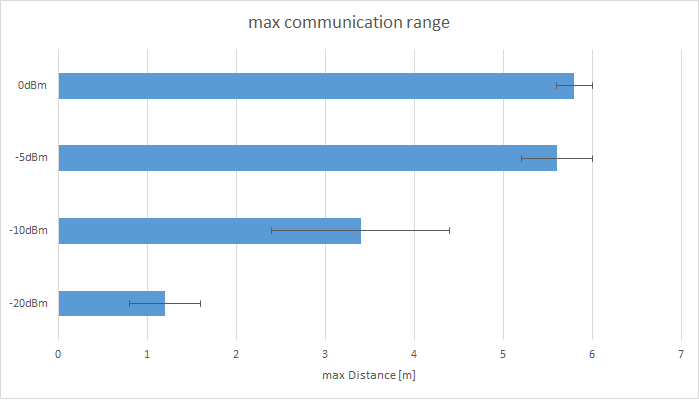 max communication range
0dBm
-5dBm
-10dBm
-20dBm
0 1 2 3 4 5 6 7
max Distance [m]